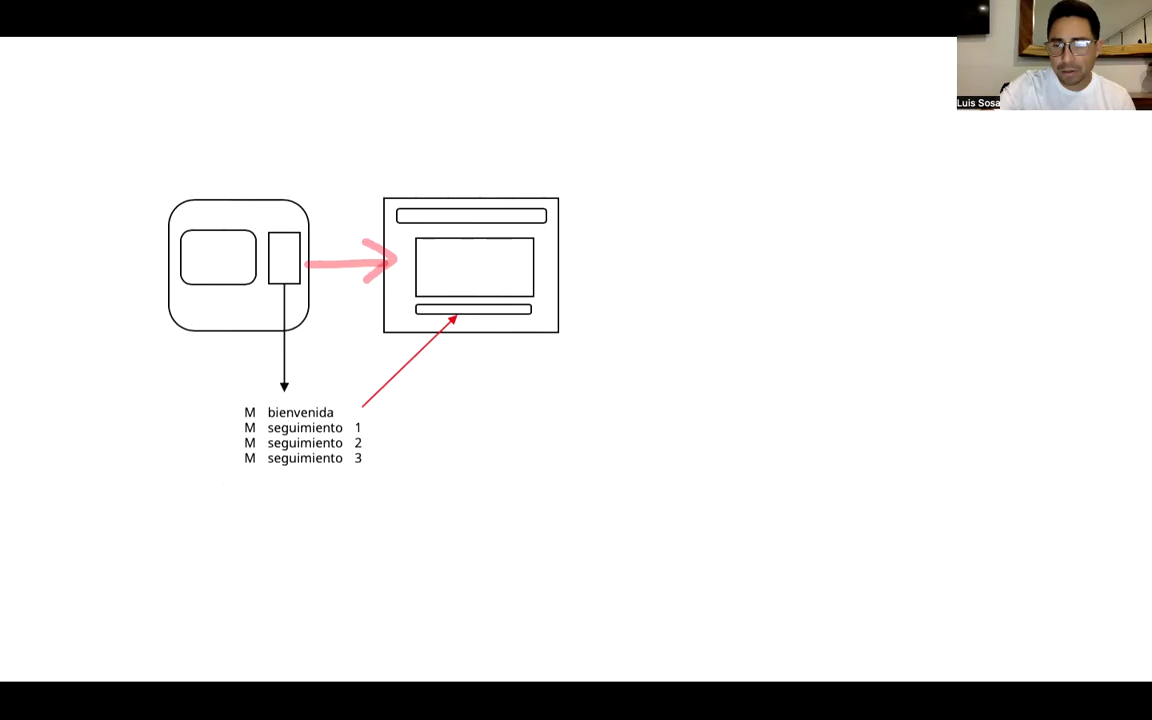 Luis Sosa
M bienvenida
M seguimiento 1
M seguimiento 2
M seguimiento 3